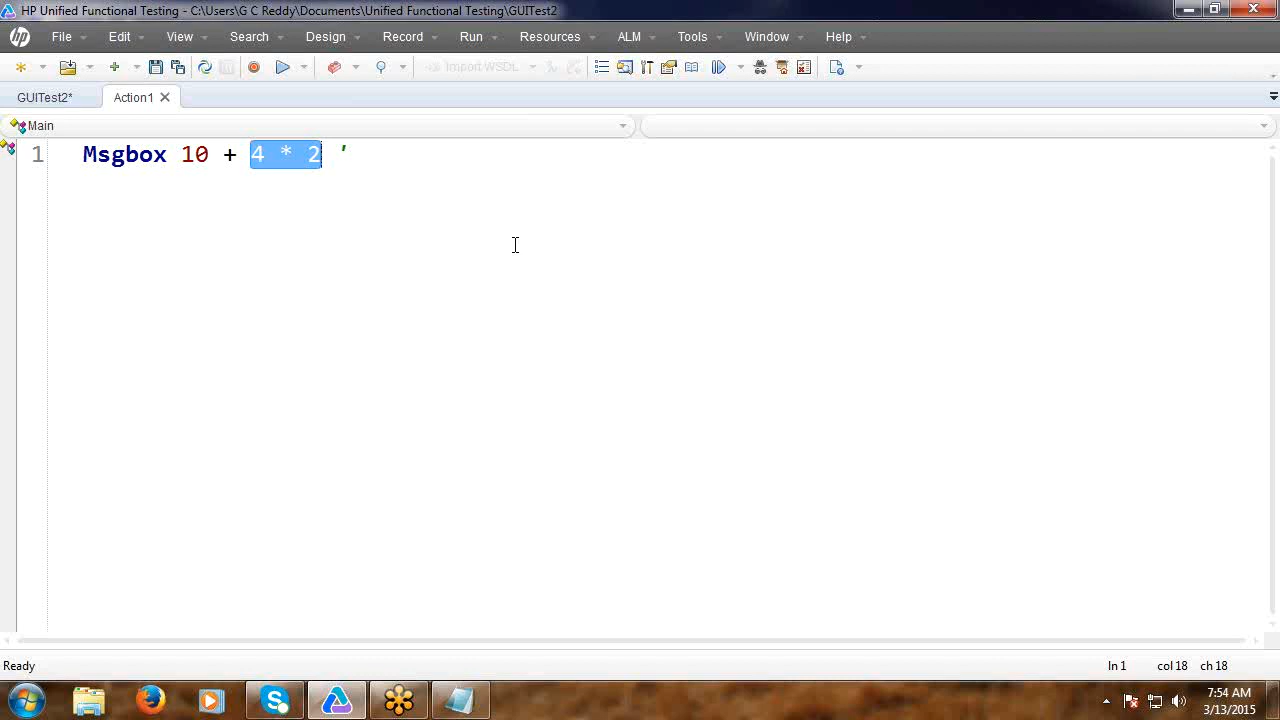 HP Unified Functional Testing - C:\Users\G C Reddy\Documents\Unified Functional Testing\GUITest2
hp File Edit View Search Design Record Run Resources ALM Tools Window Help
Import WSDL
GUITest2* Action1
Main
1 Msgbox 10 + 4 * 2 '
Ready ln 1 col 18 ch 18
7:54 AM
3/13/2015